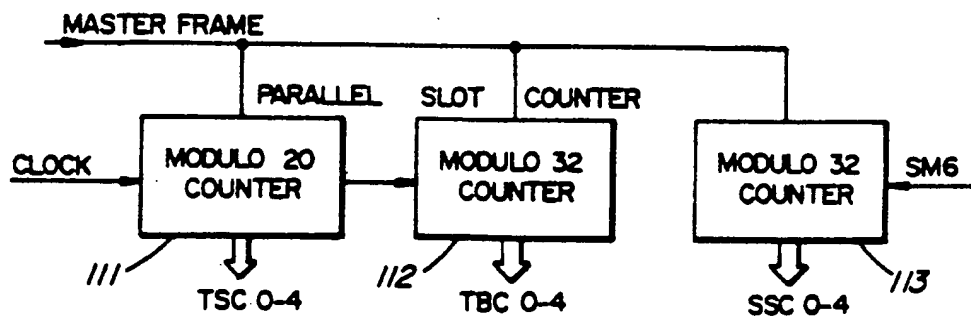 MASTER FRAME
PARALLEL SLOT COUNTER
CLOCK
MODULO 20
COUNTER
MODULO 32
COUNTER
MODULO 32
COUNTER
SM6
111
112
113
TSC 0-4
TBC 0-4
SSC 0-4